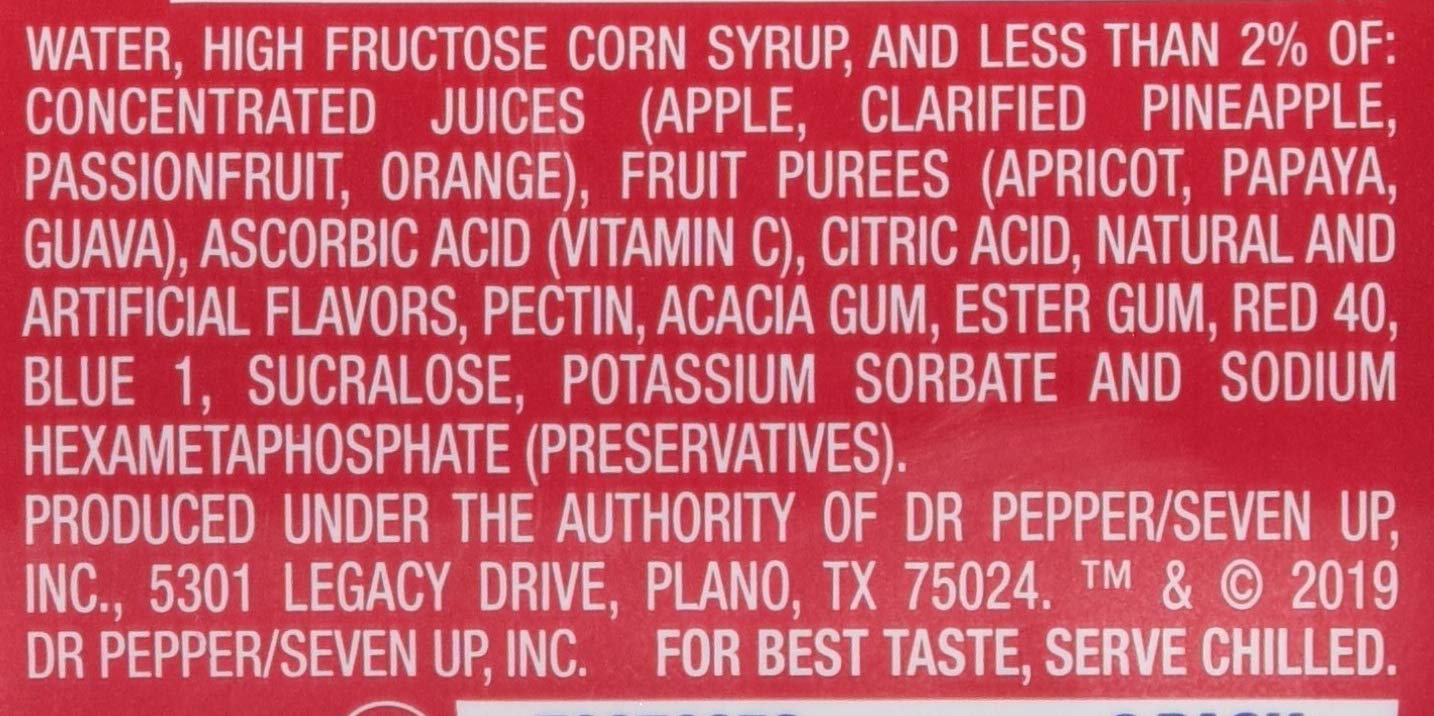 WATER, HIGH FRUCTOSE CORN SYRUP, AND LESS THAN 2% OF:
CONCENTRATED JUICES (APPLE, CLARIFIED PINEAPPLE,
PASSIONFRUIT, ORANGE), FRUIT PUREES (APRICOT, PAPAYA,
GUAVA), ASCORBIC ACID (VITAMIN C), CITRIC ACID, NATURAL AND
ARTIFICIAL FLAVORS, PECTIN, ACACIA GUM, ESTER GUM, RED 40,
BLUE 1, SUCRALOSE, POTASSIUM SORBATE AND SODIUM
HEXAMETAPHOSPHATE (PRESERVATIVES).
PRODUCED UNDER THE AUTHORITY OF DR PEPPER/SEVEN UP,
INC., 5301 LEGACY DRIVE, PLANO, TX 75024. ™ & © 2019
DR PEPPER/SEVEN UP, INC. FOR BEST TASTE, SERVE CHILLED.